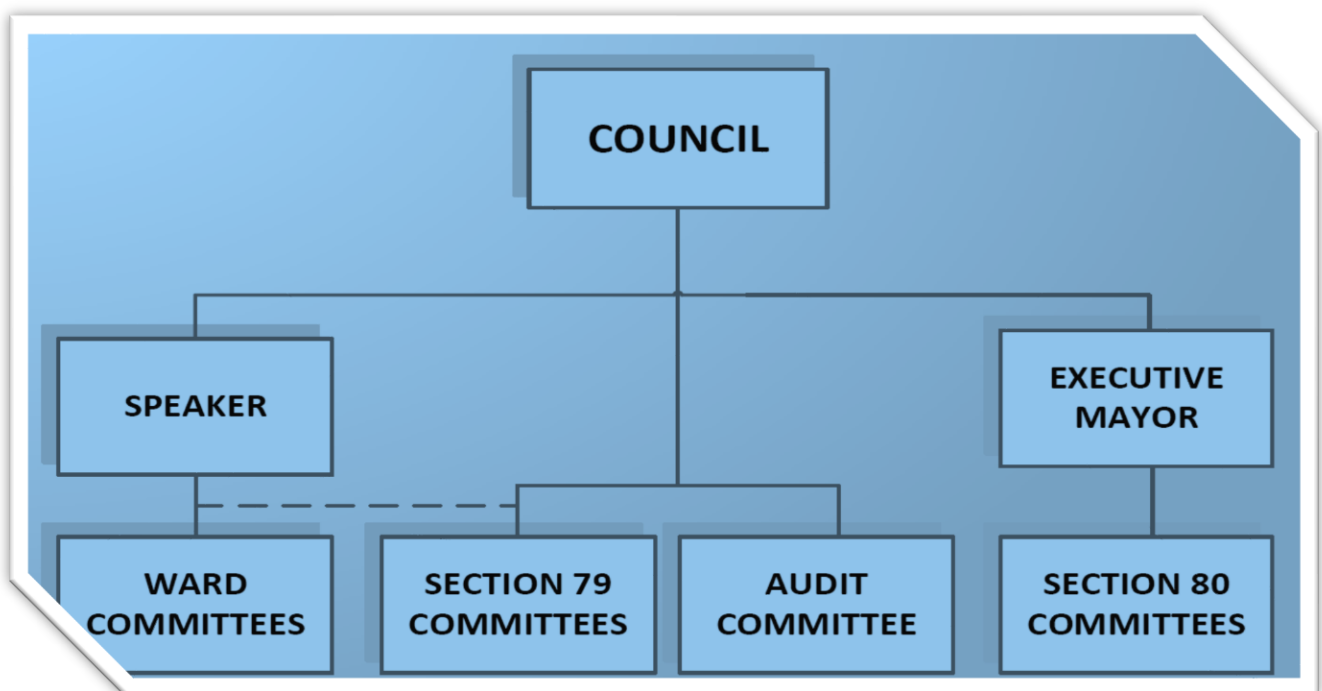 COUNCIL
SPEAKER
EXECUTIVE
MAYOR
WARD
COMMITTEES
SECTION 79
COMMITTEES
AUDIT
COMMITTEE
SECTION 80
COMMITTEES